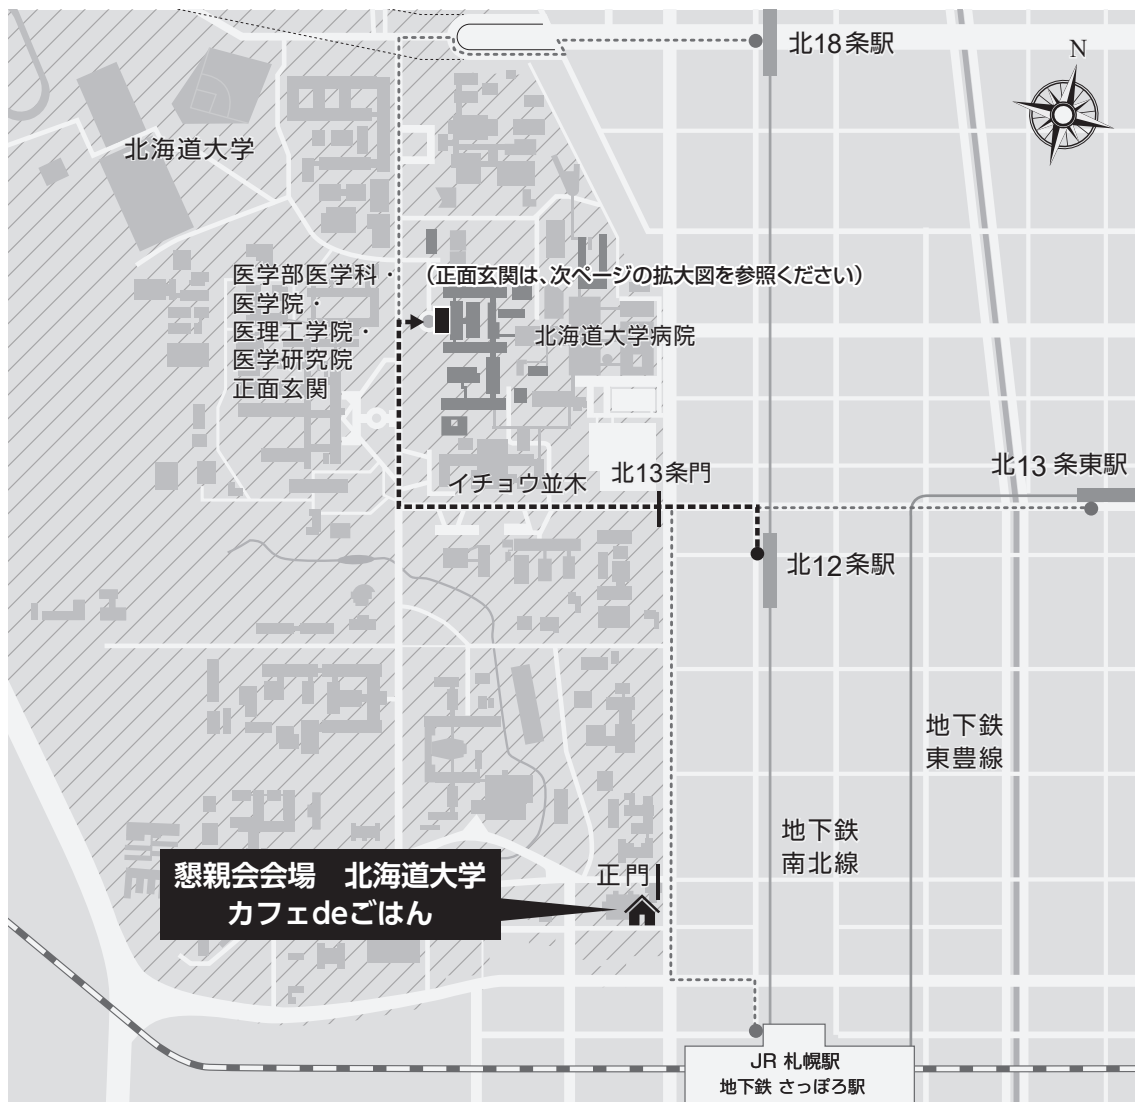 北18条駅
N
北海道大学
医学部医学科・
医学院・
医理工学院・
医学研究院
正面玄関
（正面玄関は、次ページの拡大図を参照ください）
北海道大学病院
北13条東駅
イチョウ並木
北13条門
北12条駅
地下鉄
東豊線
地下鉄
南北線
正門
懇親会会場　北海道大学
カフェdeごはん
JR 札幌駅
地下鉄 さっぽろ駅